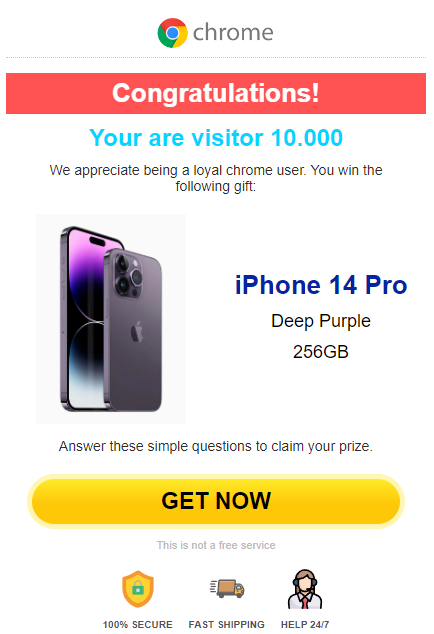 chrome
Congratulations!
Your are visitor 10.000
We appreciate being a loyal chrome user. You win the
following gift:
iPhone 14 Pro
Deep Purple
256GB
Answer these simple questions to claim your prize.
GET NOW
This is not a free service
100% SECURE FAST SHIPPING HELP 24/7